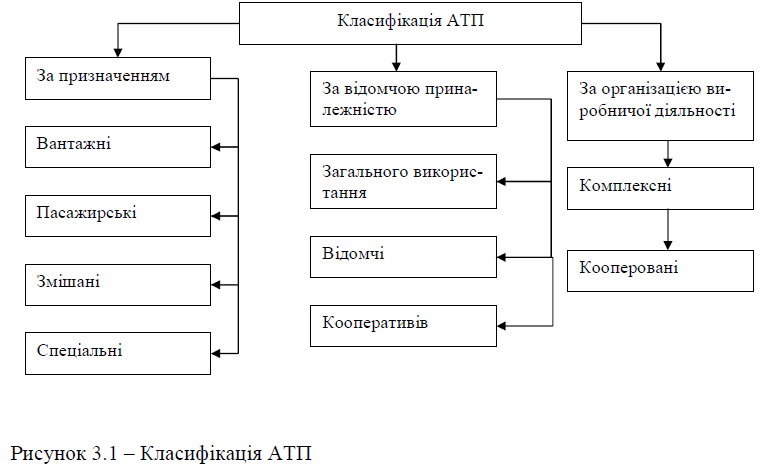 Класифікація АТП
За призначенням
Вантажні
Пасажирські
Змішані
Спеціальні
За відомчою прина-
лежністю
Загального викорис-
тання
Відомчі
Кооперативів
За організацією ви-
робничої діяльності
Комплексні
Кооперовані
Рисунок 3.1 – Класифікація АТП